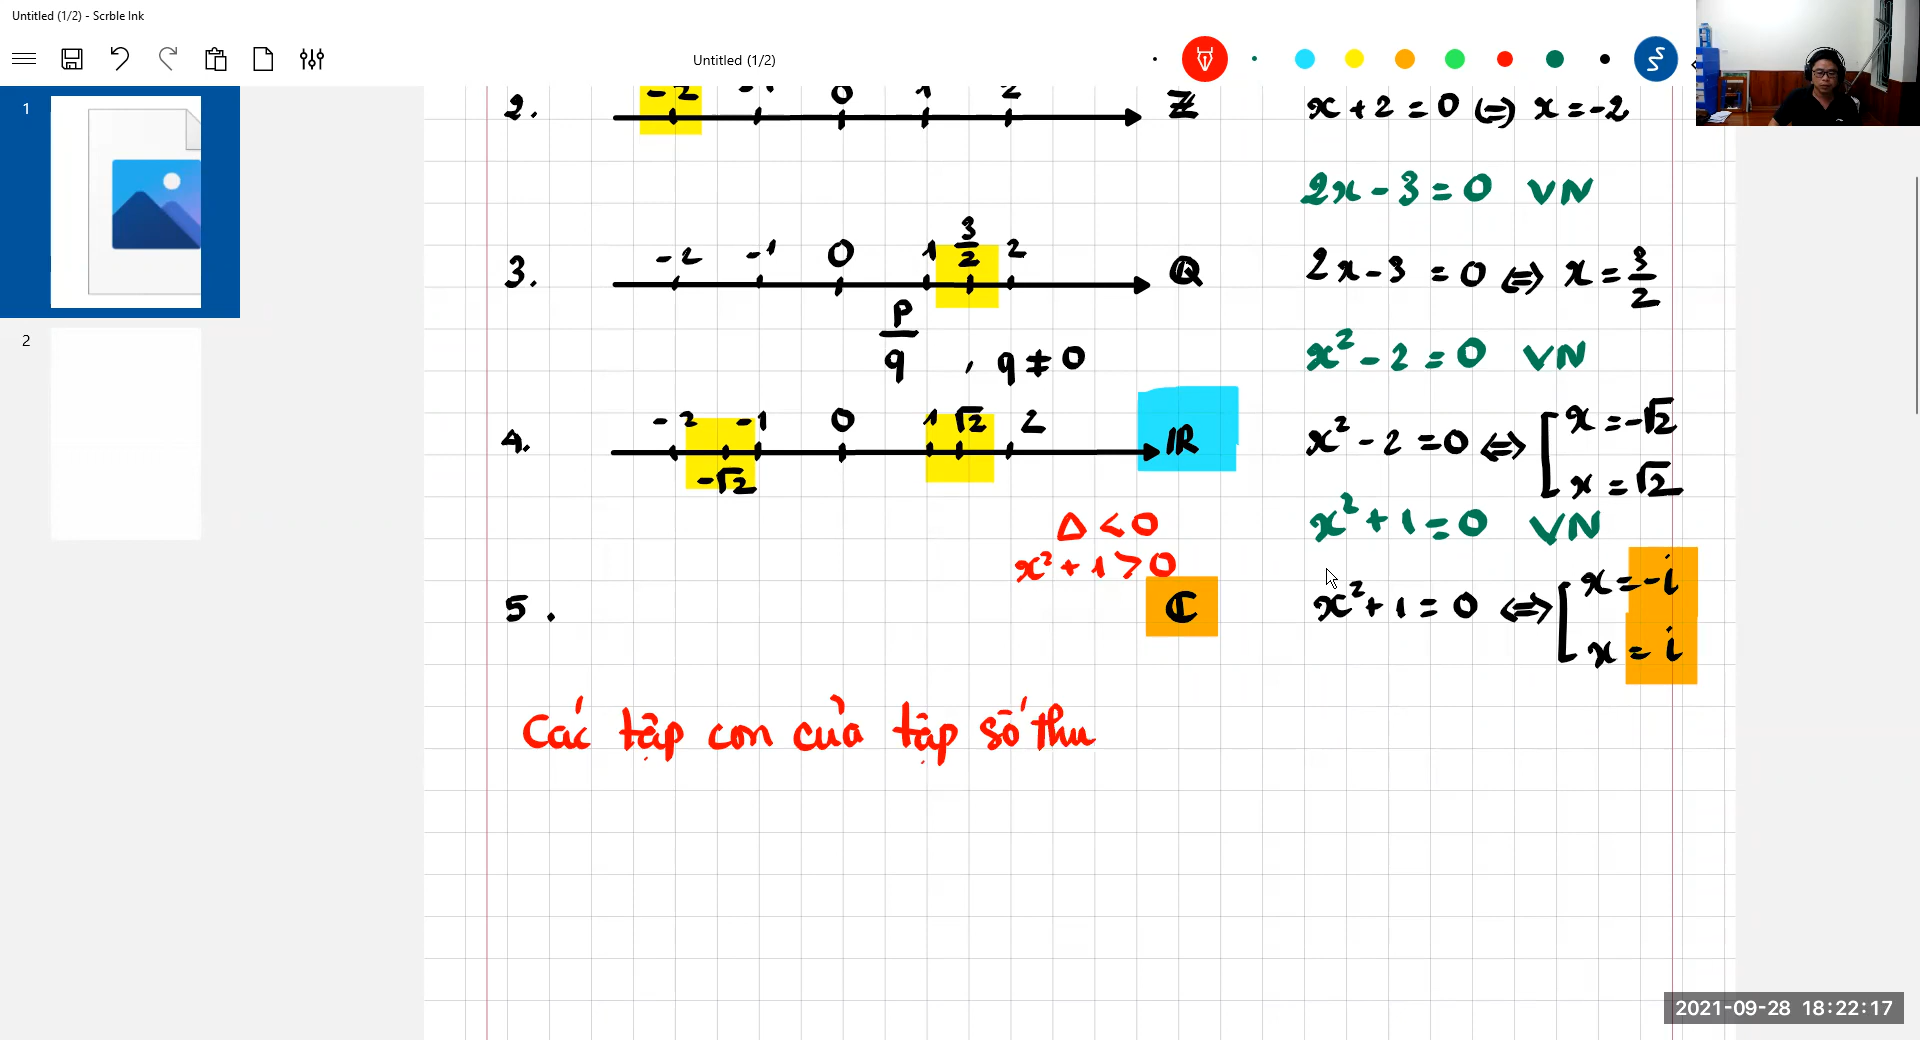 Untitled (1/2) - Scrble Ink
Untitled (1/2)
1
2
2. -2 -1 0 1 2 ℤ x + 2 = 0 (=) x = -2
2x - 3 = 0 VN
3. -2 -1 0 1 3/2 2 Q 2x - 3 = 0 <=> x = 3/2
p/q , q ≠ 0
x² - 2 = 0 VN
4. -2 -1 0 1 √2 2 ℝ x² - 2 = 0 <=> [ x = -√2
-√2 x = √2
Δ < 0 x² + 1 = 0 VN
x² + 1 > 0
5. ℂ x² + 1 = 0 <=> [ x = -i
x = i
Các tập con của tập số thu
2021-09-28 18:22:17